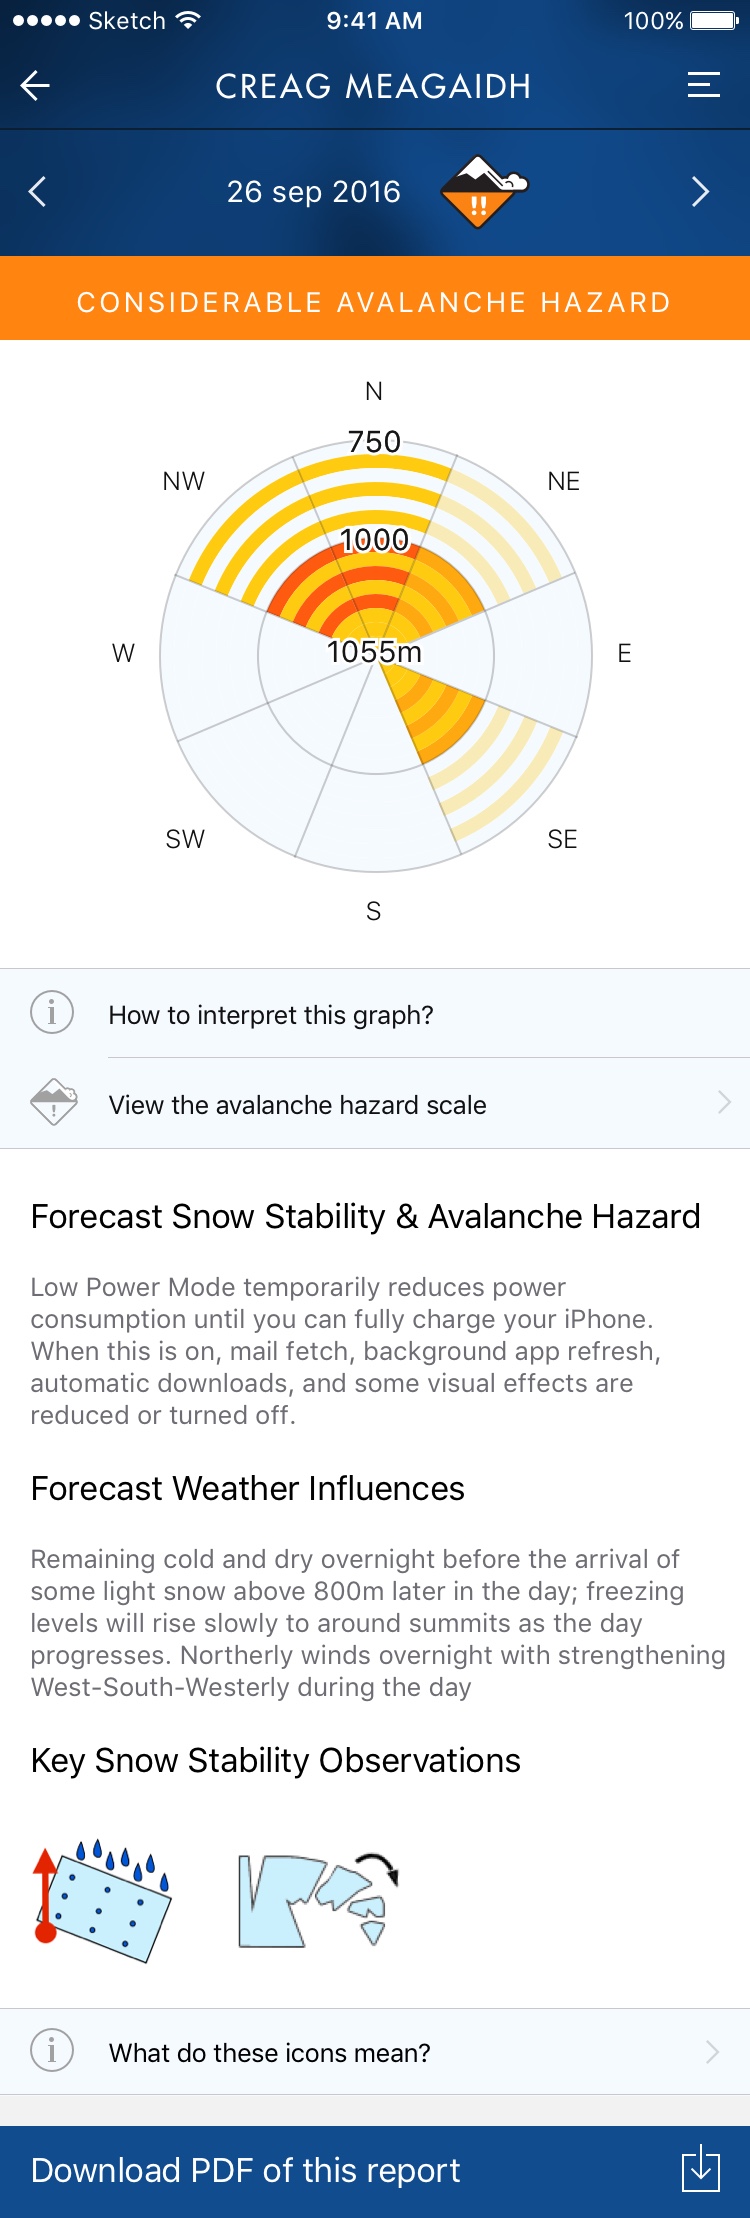 Sketch 9:41 AM 100%
CREAG MEAGAIDH
26 sep 2016 !!
CONSIDERABLE AVALANCHE HAZARD
N
750
NW NE
1000
W 1055m E
SW SE
S
i How to interpret this graph?
! View the avalanche hazard scale
Forecast Snow Stability & Avalanche Hazard
Low Power Mode temporarily reduces power
consumption until you can fully charge your iPhone.
When this is on, mail fetch, background app refresh,
automatic downloads, and some visual effects are
reduced or turned off.
Forecast Weather Influences
Remaining cold and dry overnight before the arrival of
some light snow above 800m later in the day; freezing
levels will rise slowly to around summits as the day
progresses. Northerly winds overnight with strengthening
West-South-Westerly during the day
Key Snow Stability Observations
i What do these icons mean?
Download PDF of this report